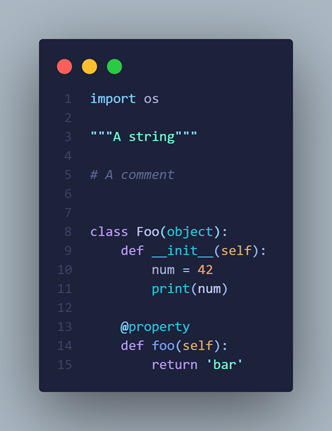 1 import os
2
3 """A string"""
4
5 # A comment
6
7
8 class Foo(object):
9     def __init__(self):
10         num = 42
11         print(num)
12
13     @property
14     def foo(self):
15         return 'bar'